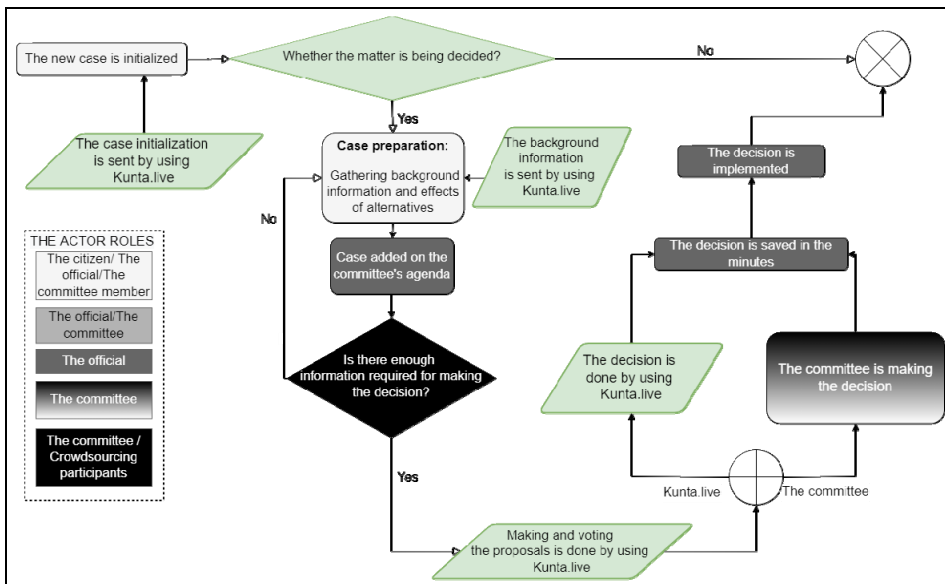 The new case is initialized
Whether the matter is being decided?
No
The case initialization
is sent by using
Kunta.live
Yes
Case preparation:
Gathering background
information and effects
of alternatives
The background
information
is sent by using
Kunta.live
The decision is
implemented
No
Case added on the
committee's agenda
The decision is saved in the
minutes
THE ACTOR ROLES
The citizen/ The
official/The
committee member
The official/The
committee
The official
The committee
The committee /
Crowdsourcing
participants
Is there enough
information required for making
the decision?
The decision is
done by using
Kunta.live
The committee is making
the decision
Yes
Kunta.live
The committee
Making and voting
the proposals is done by using
Kunta.live